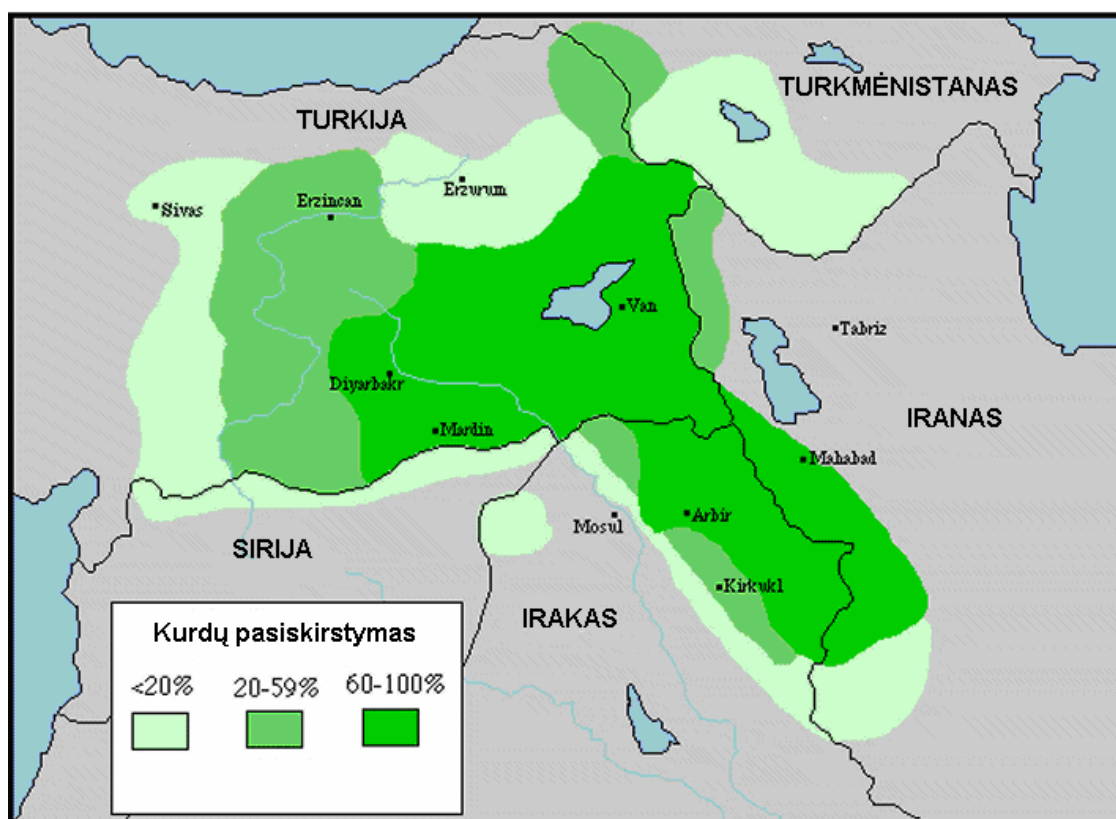 TURKMĖNISTANAS
TURKIJA
Erzurum
Erzincan
Sivas
Van
Tabriz
Diyarbakr
IRANAS
Mardin
Mahabad
Arbir
Mosul
SIRIJA
Kirkuk1
IRAKAS
Kurdų pasiskirstymas
<20% 20-59% 60-100%